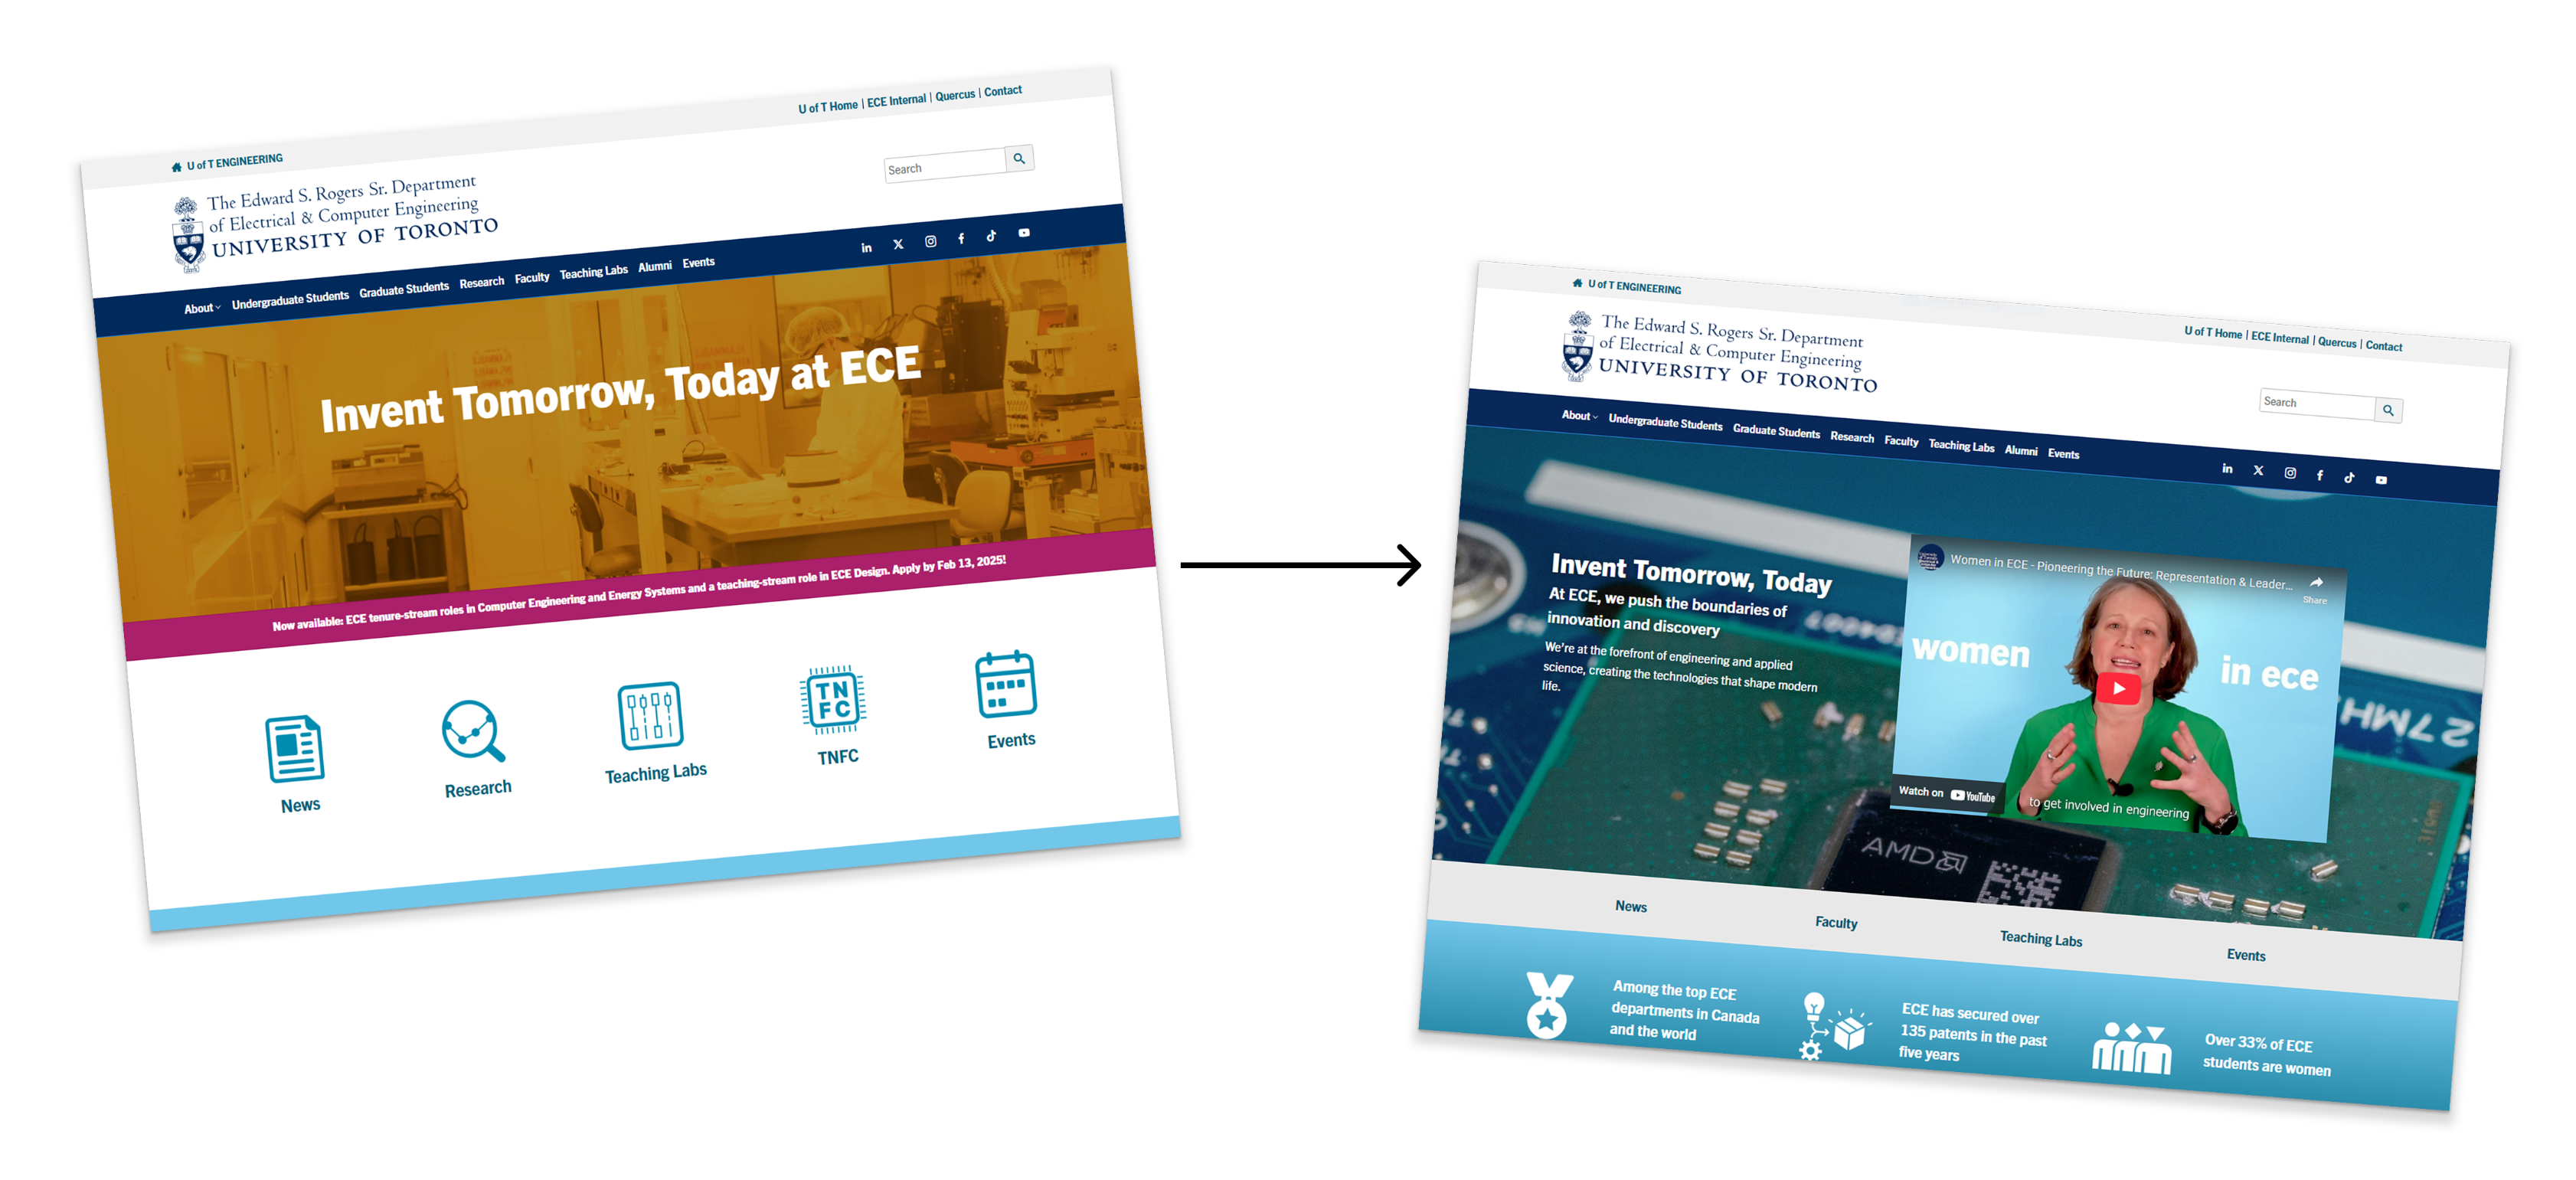 U of T ENGINEERING
U of T Home | ECE Internal | Quercus | Contact
The Edward S. Rogers Sr. Department
of Electrical & Computer Engineering
UNIVERSITY OF TORONTO
Search
About Undergraduate Students Graduate Students Research Faculty Teaching Labs Alumni Events
Invent Tomorrow, Today at ECE
Now available: ECE tenure-stream roles in Computer Engineering and Energy Systems and a teaching-stream role in ECE Design. Apply by Feb 13, 2025!
News
Research
Teaching Labs
TN
FC
TNFC
Events
U of T ENGINEERING
U of T Home | ECE Internal | Quercus | Contact
The Edward S. Rogers Sr. Department
of Electrical & Computer Engineering
UNIVERSITY OF TORONTO
Search
About Undergraduate Students Graduate Students Research Faculty Teaching Labs Alumni Events
Invent Tomorrow, Today
At ECE, we push the boundaries of
innovation and discovery
We're at the forefront of engineering and applied
science, creating the technologies that shape modern
life.
Women in ECE - Pioneering the Future: Representation & Leader...
Share
women in ece
Watch on YouTube
to get involved in engineering
27MH
AMD
News
Faculty
Teaching Labs
Events
Among the top ECE
departments in Canada
and the world
ECE has secured over
135 patents in the past
five years
Over 33% of ECE
students are women